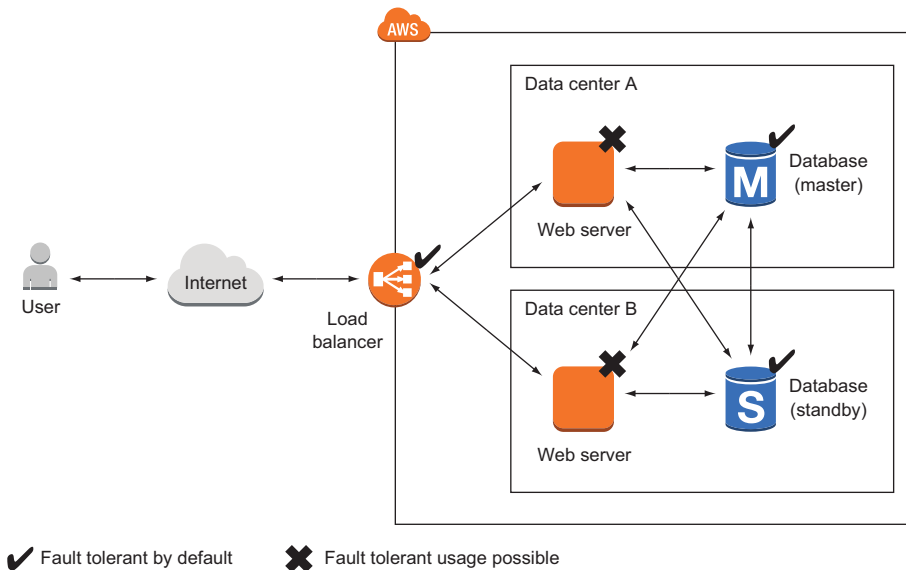 AWS
Data center A
Database
(master)
M
Web server
User
Internet
Load
balancer
Data center B
Database
(standby)
S
Web server
Fault tolerant by default
Fault tolerant usage possible